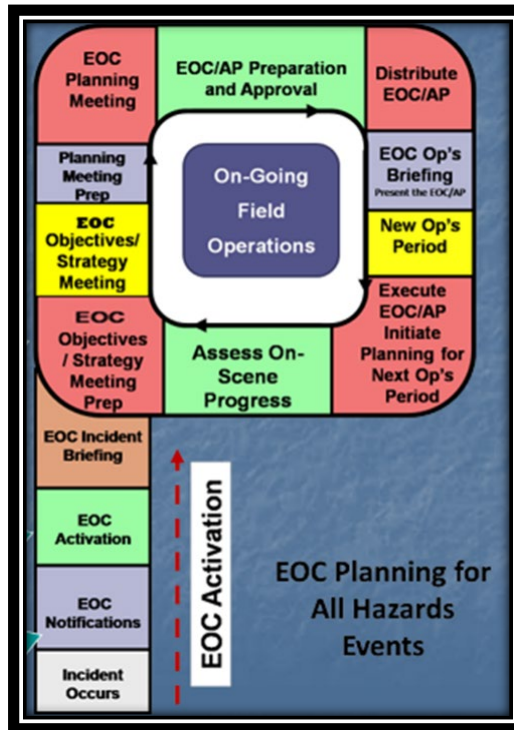 EOC
Planning
Meeting
EOC/AP Preparation
and Approval
Distribute
EOC/AP
Planning
Meeting
Prep
On-Going
Field
Operations
EOC Op's
Briefing
Present the EOC/AP
EOC
Objectives/
Strategy
Meeting
New Op's
Period
EOC
Objectives
/ Strategy
Meeting
Prep
Assess On-
Scene
Progress
Execute
EOC/AP
Initiate
Planning for
Next Op's
Period
EOC Incident
Briefing
EOC
Activation
EOC
Notifications
Incident
Occurs
EOC Activation
EOC Planning for
All Hazards
Events